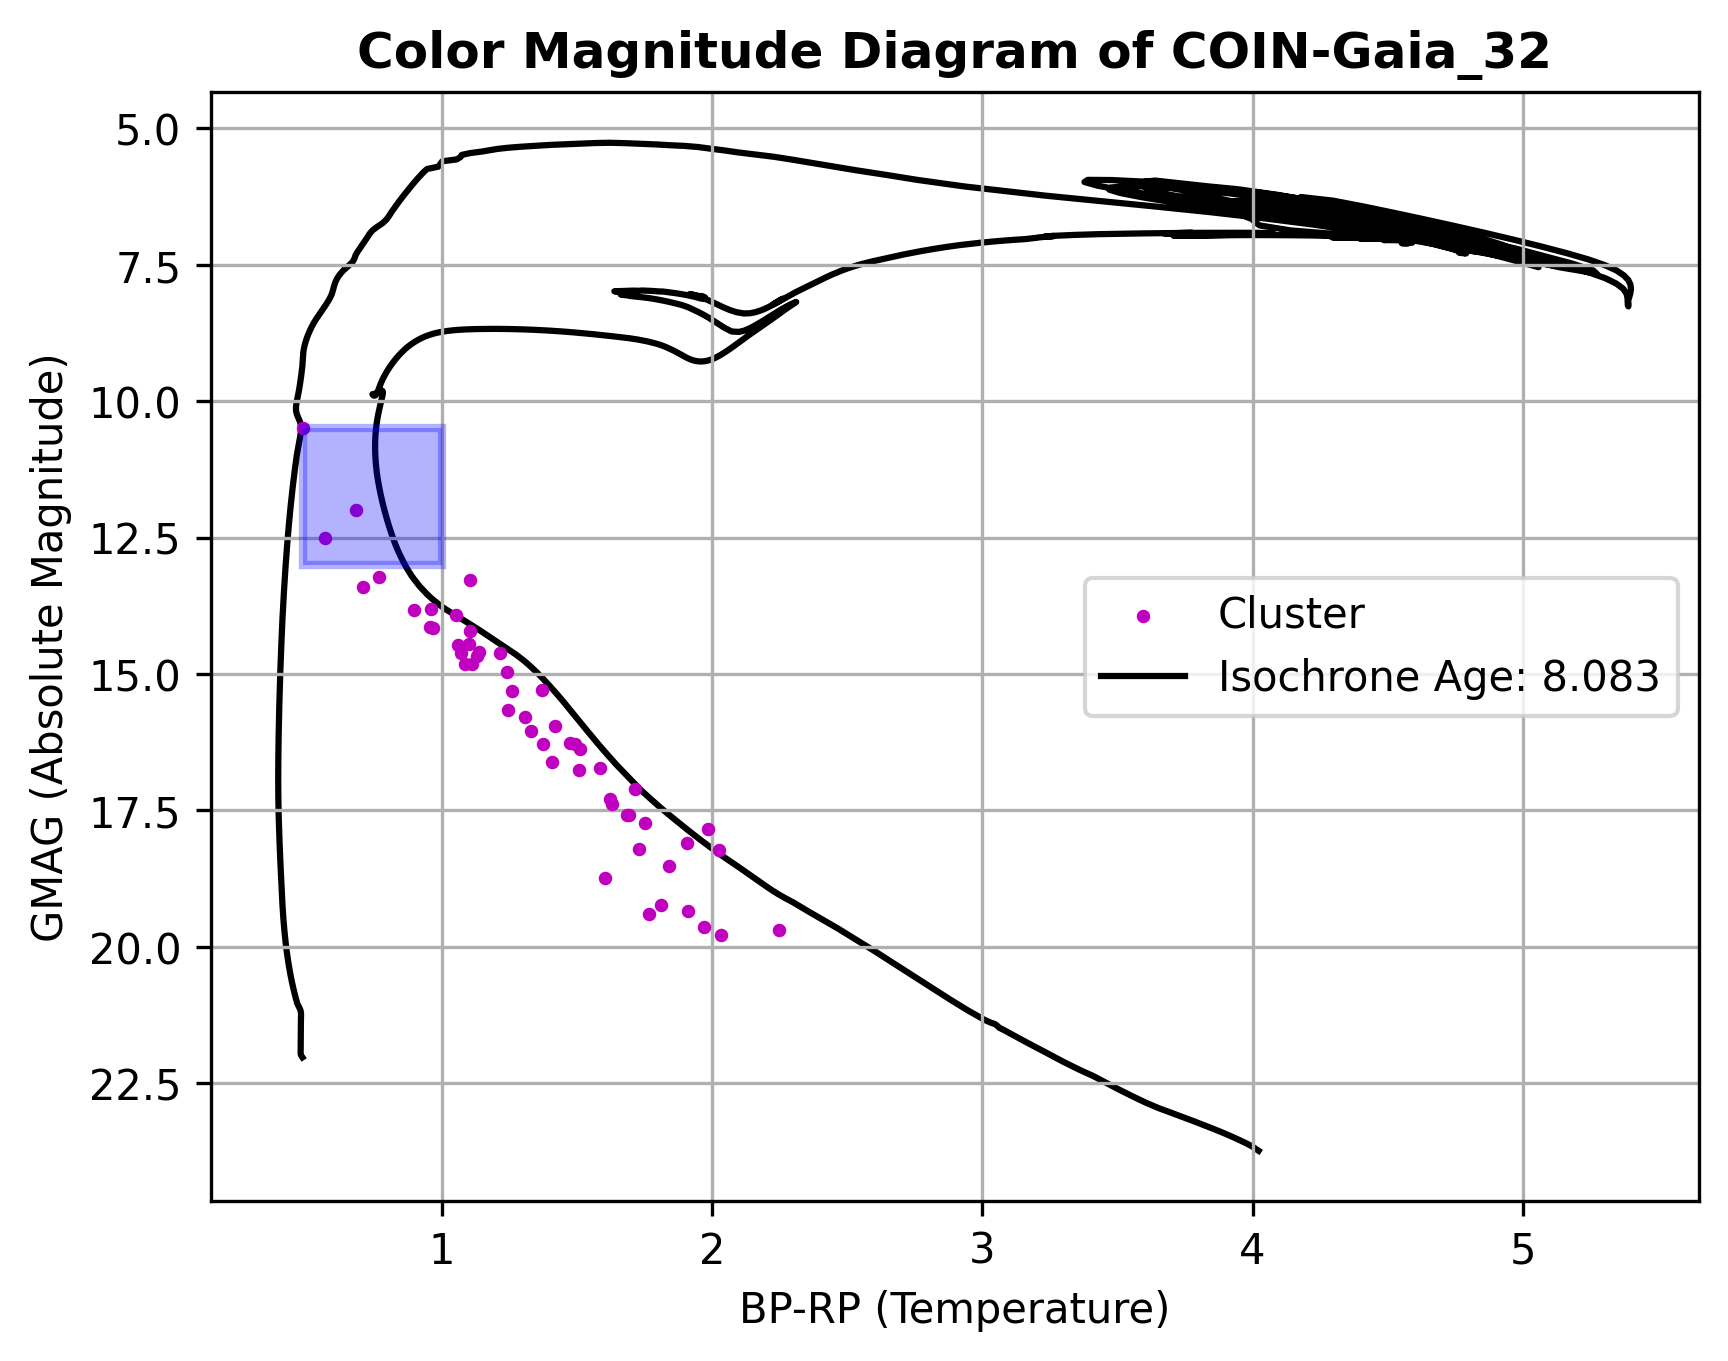 Color Magnitude Diagram of COIN-Gaia_32
GMAG (Absolute Magnitude)
5.0
7.5
10.0
12.5
15.0
17.5
20.0
22.5
Cluster
Isochrone Age: 8.083
1 2 3 4 5
BP-RP (Temperature)